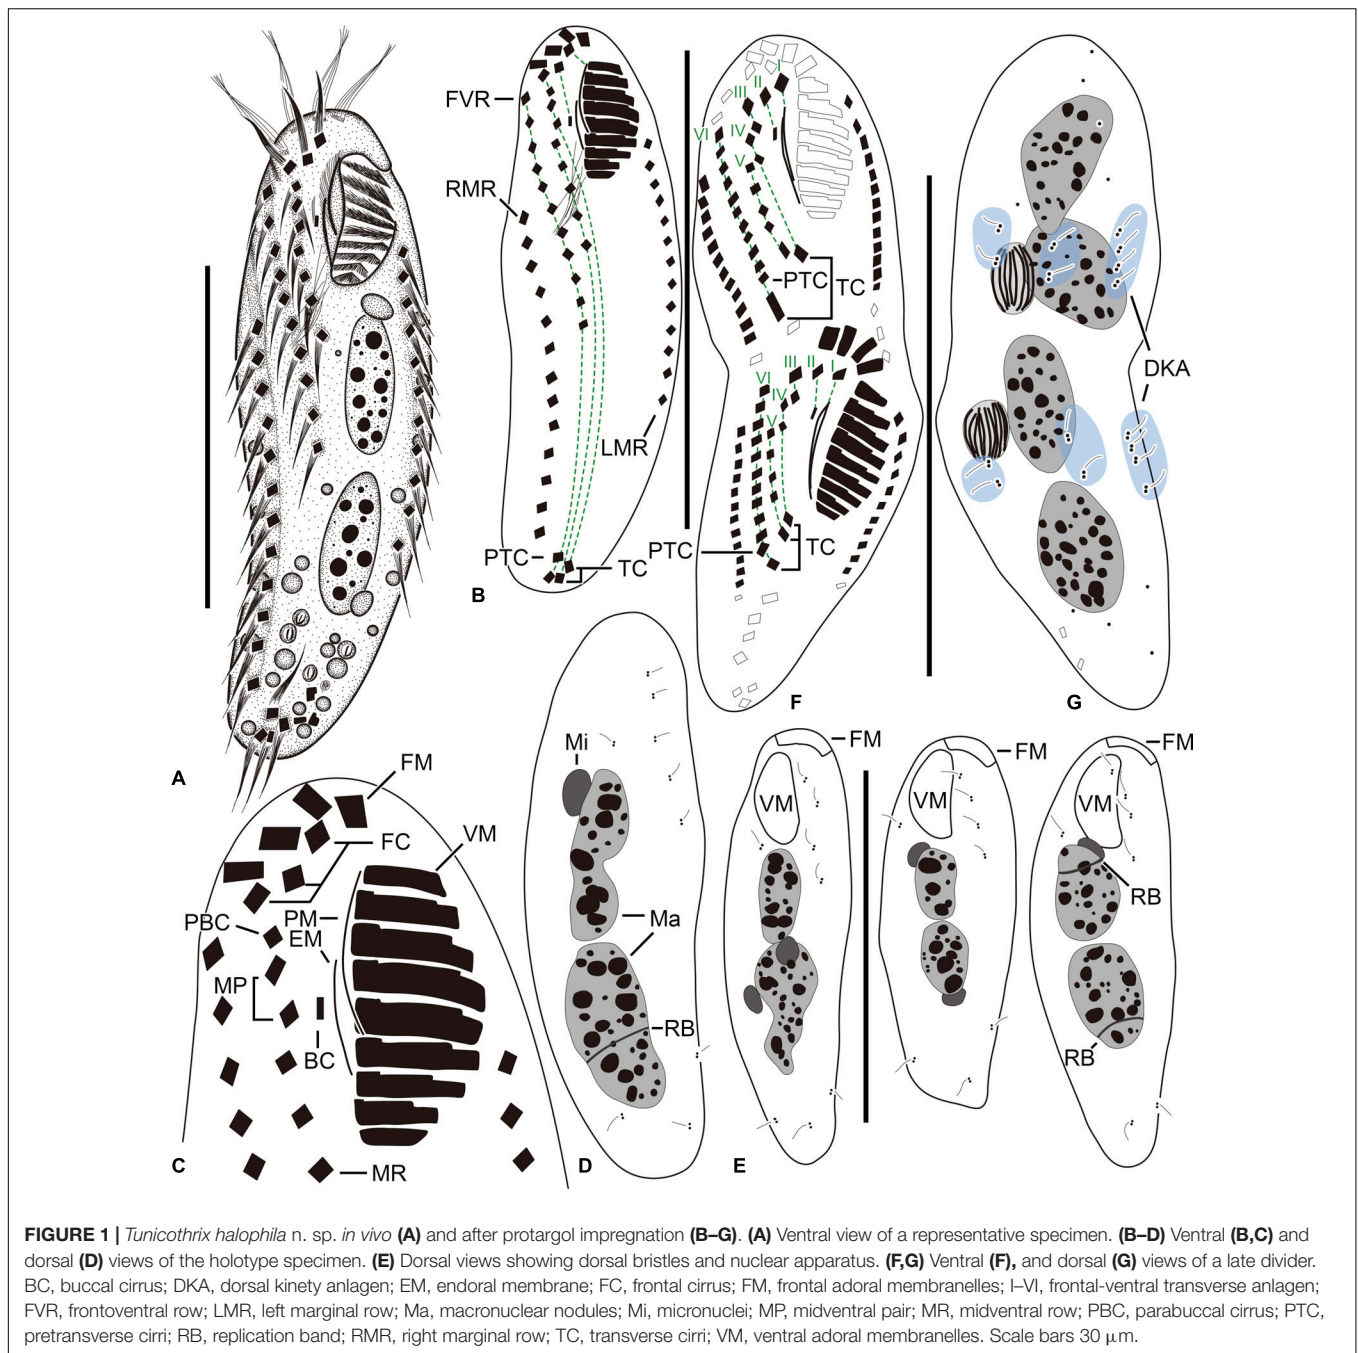 FVR
RMR
LMR
PTC
TC
B
A
I
II
III
IV
VI
V
PTC
TC
III
II
I
VI
IV
V
PTC
TC
F
DKA
G
FM
FC
VM
PBC
PM
EM
MP
BC
MR
C
Mi
Ma
RB
D
FM
VM
E
FM
VM
FM
VM
RB
RB
FIGURE 1 | Tunicothrix halophila n. sp. in vivo (A) and after protargol impregnation (B–G). (A) Ventral view of a representative specimen. (B–D) Ventral (B,C) and
dorsal (D) views of the holotype specimen. (E) Dorsal views showing dorsal bristles and nuclear apparatus. (F,G) Ventral (F), and dorsal (G) views of a late divider.
BC, buccal cirrus; DKA, dorsal kinety anlagen; EM, endoral membrane; FC, frontal cirrus; FM, frontal adoral membranelles; I–VI, frontal-ventral transverse anlagen;
FVR, frontoventral row; LMR, left marginal row; Ma, macronuclear nodules; Mi, micronuclei; MP, midventral pair; MR, midventral row; PBC, parabuccal cirrus; PTC,
pretransverse cirri; RB, replication band; RMR, right marginal row; TC, transverse cirri; VM, ventral adoral membranelles. Scale bars 30 μm.